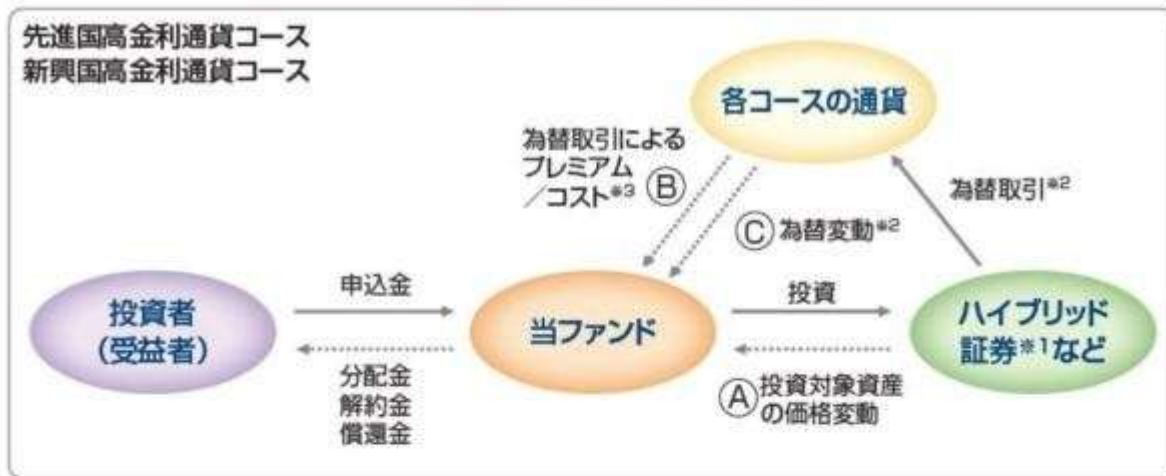 先進国高金利通貨コース
新興国高金利通貨コース
各コースの通貨
為替取引による
プレミアム
／コスト※3 Ⓑ
為替取引※2
Ⓒ 為替変動※2
投資者
（受益者）
申込金
分配金
解約金
償還金
当ファンド
投資
Ⓐ 投資対象資産
の価格変動
ハイブリッド
証券※1など